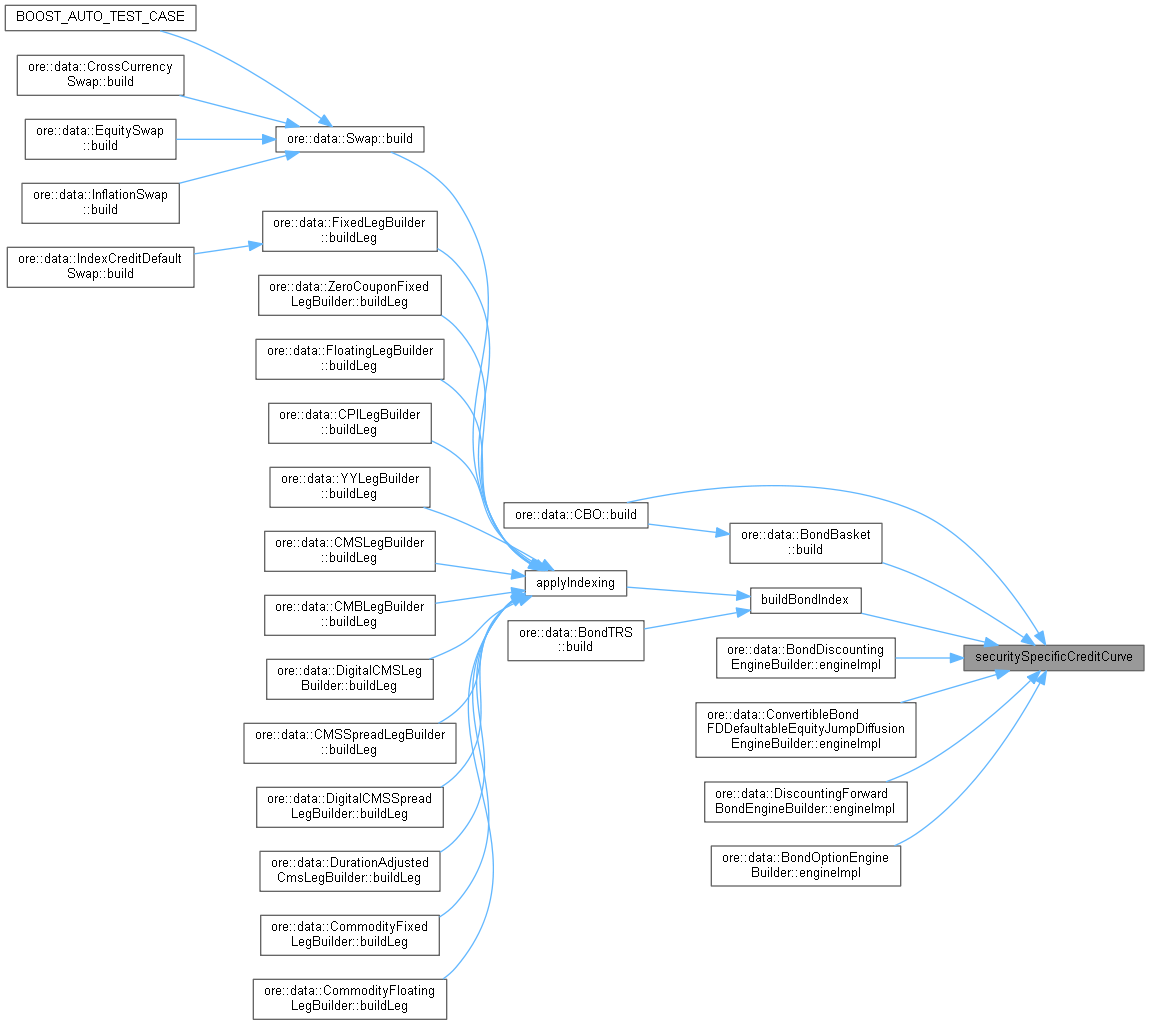 BOOST_AUTO_TEST_CASE
ore::data::CrossCurrency
Swap::build
ore::data::EquitySwap
::build
ore::data::InflationSwap
::build
ore::data::IndexCreditDefault
Swap::build
ore::data::Swap::build
ore::data::FixedLegBuilder
::buildLeg
ore::data::ZeroCouponFixed
LegBuilder::buildLeg
ore::data::FloatingLegBuilder
::buildLeg
ore::data::CPILegBuilder
::buildLeg
ore::data::YYLegBuilder
::buildLeg
ore::data::CMSLegBuilder
::buildLeg
ore::data::CMBLegBuilder
::buildLeg
ore::data::DigitalCMSLeg
Builder::buildLeg
ore::data::CMSSpreadLegBuilder
::buildLeg
ore::data::DigitalCMSSpread
LegBuilder::buildLeg
ore::data::DurationAdjusted
CmsLegBuilder::buildLeg
ore::data::CommodityFixed
LegBuilder::buildLeg
ore::data::CommodityFloating
LegBuilder::buildLeg
ore::data::CBO::build
applyIndexing
ore::data::BondTRS
::build
ore::data::BondBasket
::build
buildBondIndex
ore::data::BondDiscounting
EngineBuilder::engineImpl
ore::data::ConvertibleBond
FDDefaultableEquityJumpDiffusion
EngineBuilder::engineImpl
ore::data::DiscountingForward
BondEngineBuilder::engineImpl
ore::data::BondOptionEngine
Builder::engineImpl
securitySpecificCreditCurve